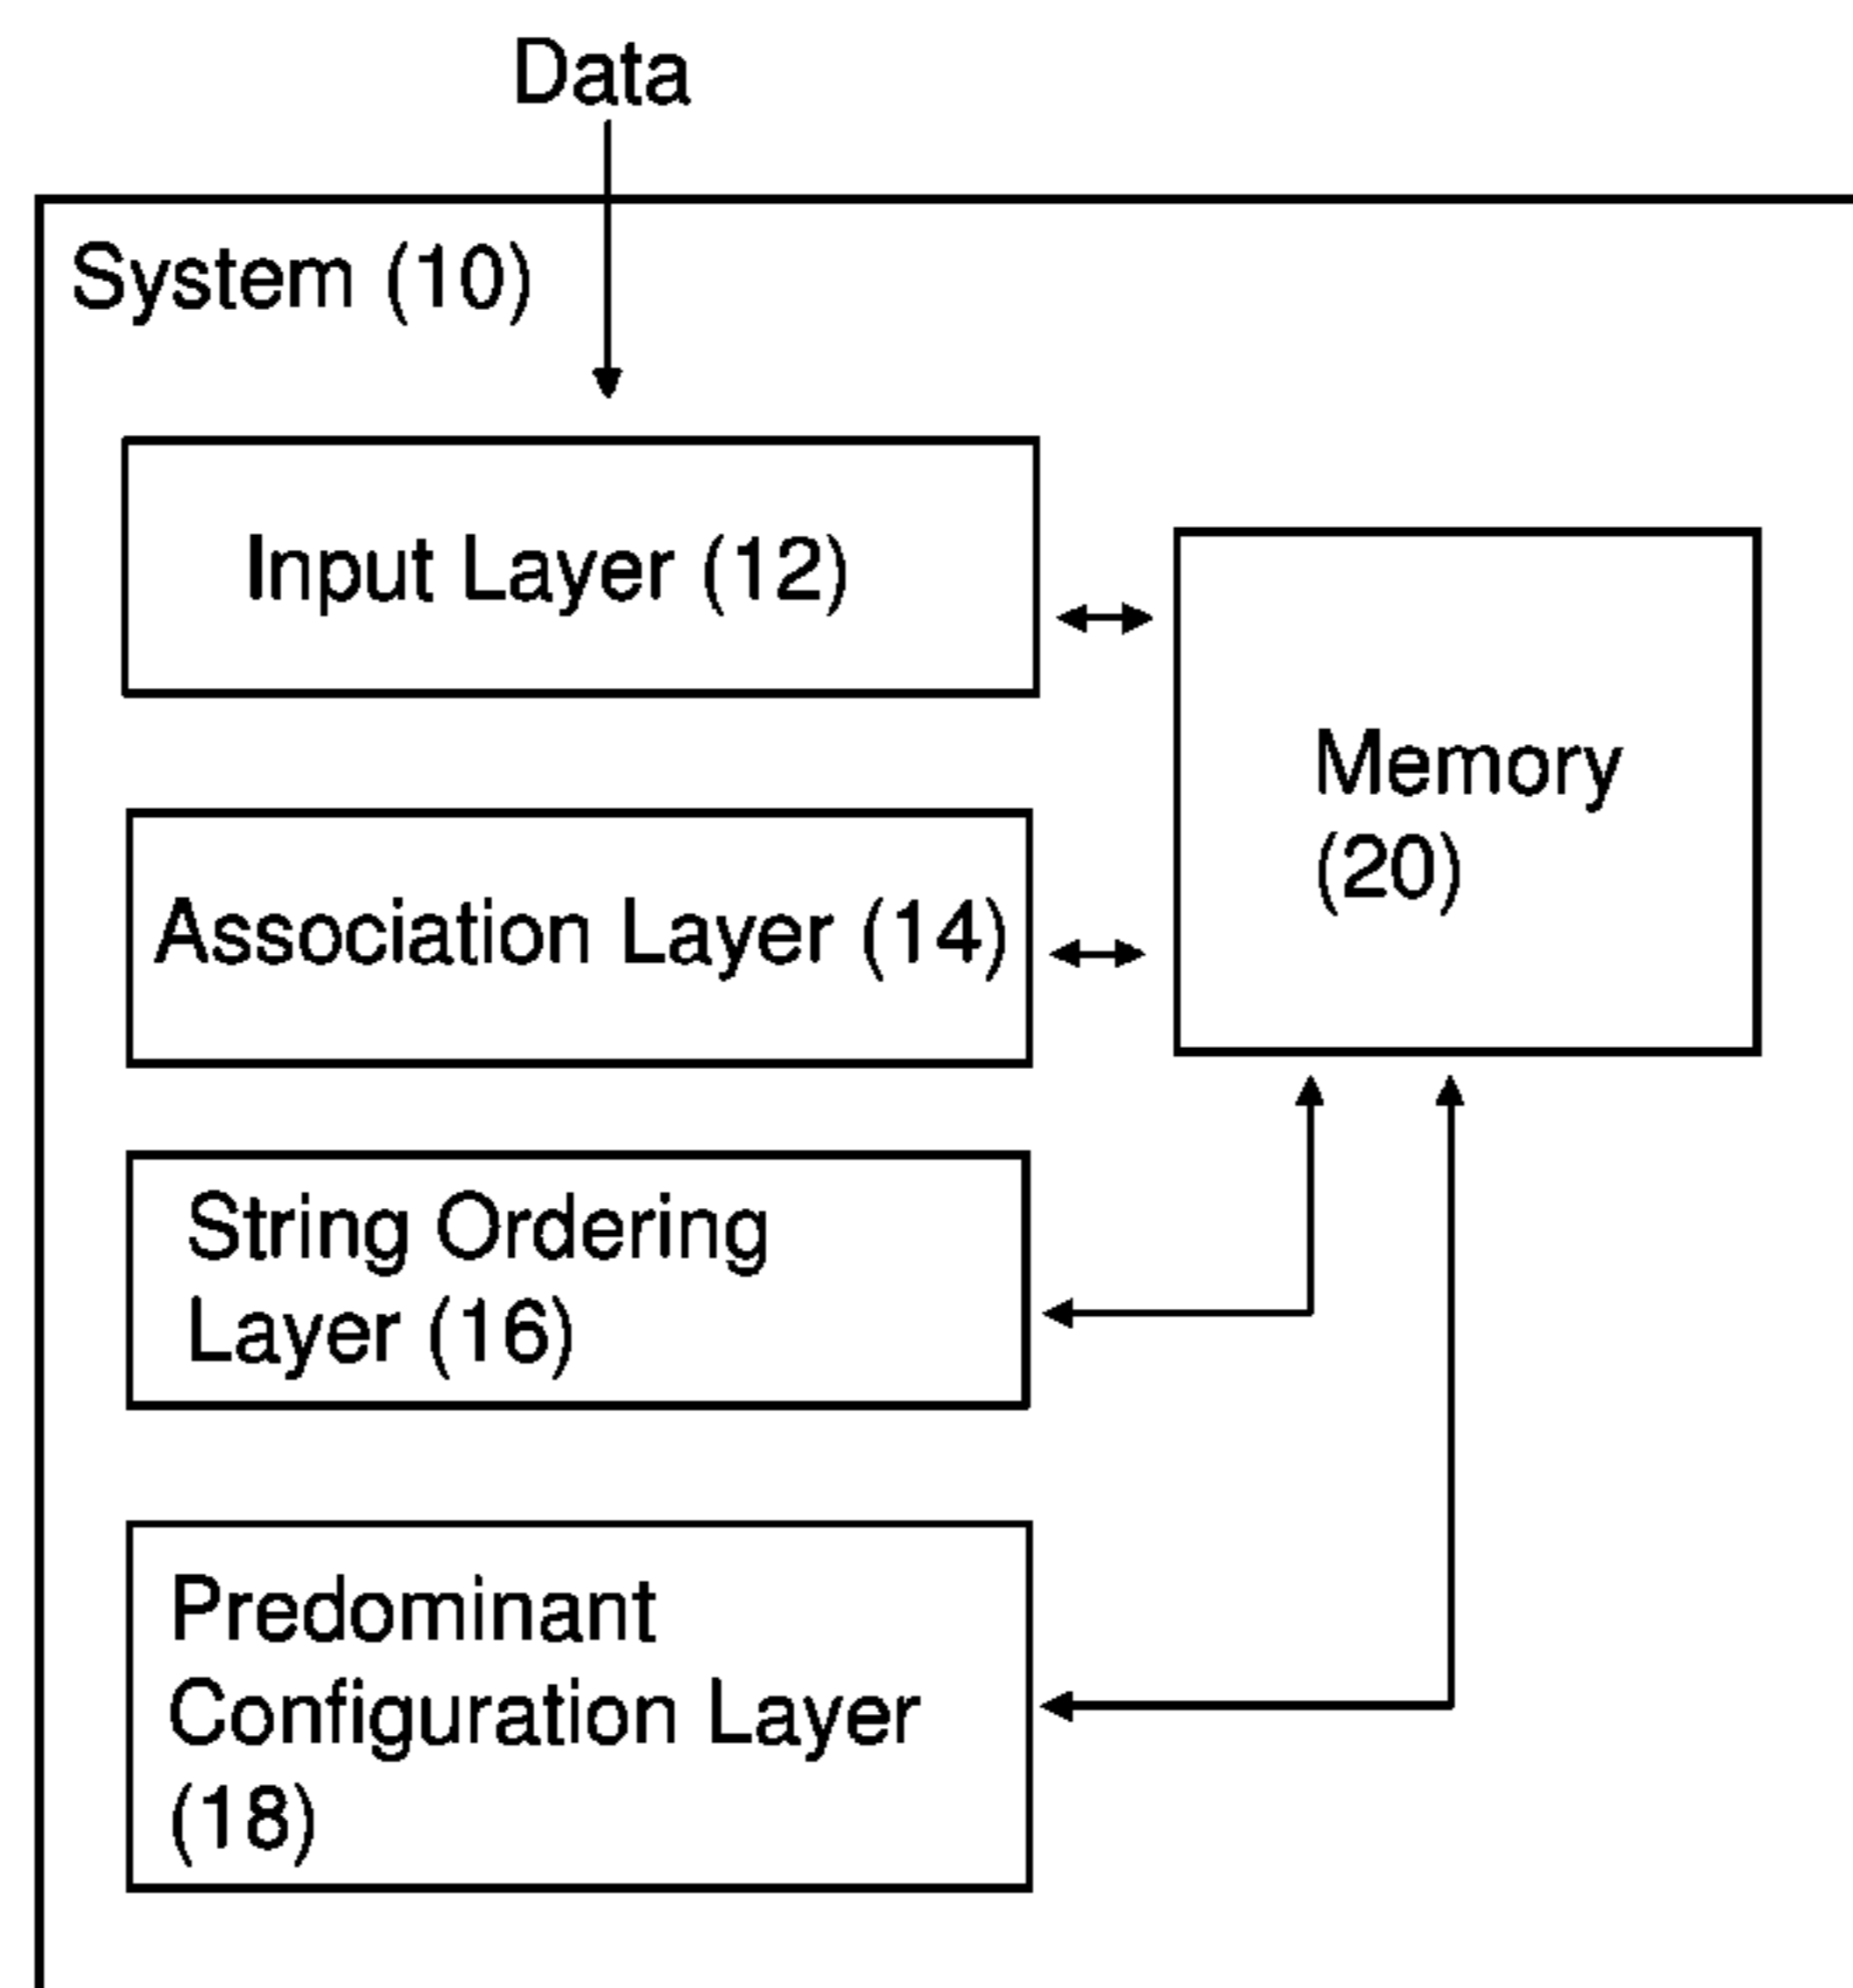 Data
System (10)
Input Layer (12)
Memory
(20)
Association Layer (14)
String Ordering
Layer (16)
Predominant
Configuration Layer
(18)